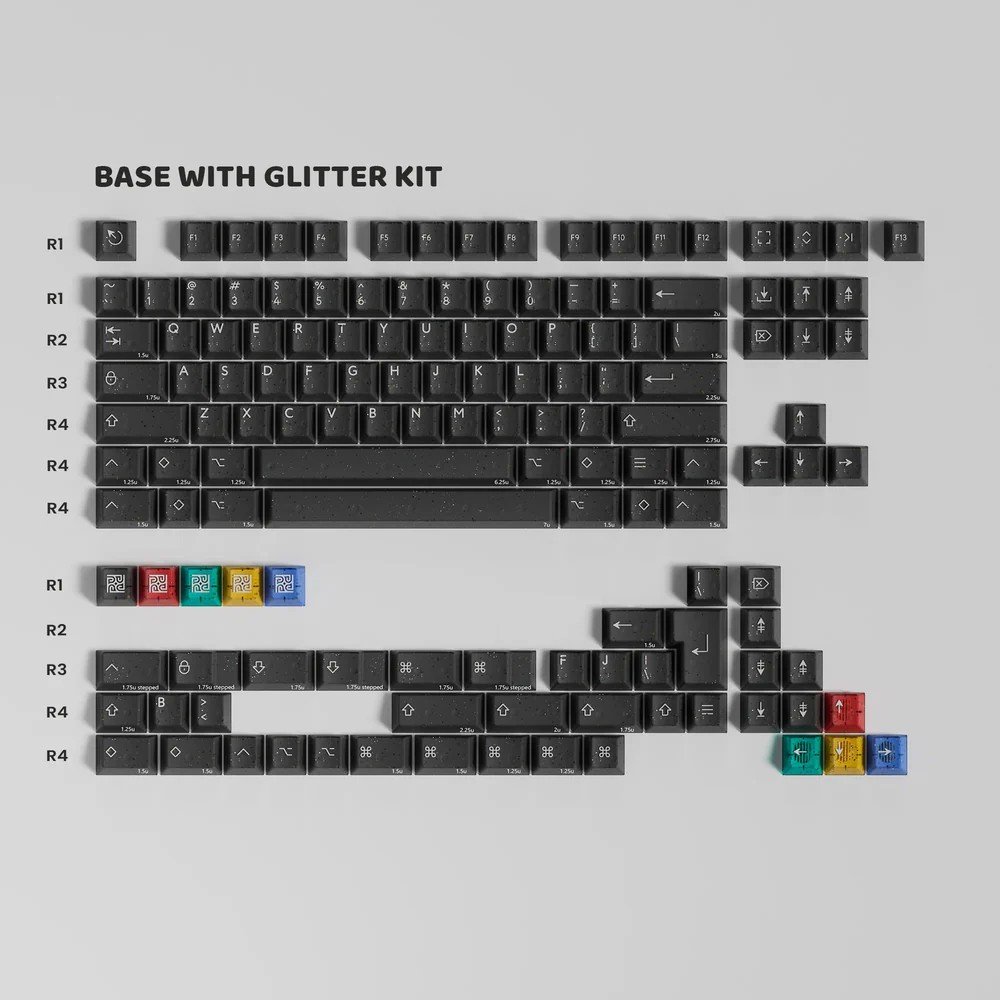 BASE WITH GLITTER KIT
R1 F1 F2 F3 F4 F5 F6 F7 F8 F9 F10 F11 F12 F13
R1 ~ ` ! 1 @ 2 # 3 $ 4 % 5 ^ 6 & 7 * 8 ( 9 ) 0 _ - + = 2u
R2 1.5u Q W E R T Y U I O P { [ } ] | \ 1.5u
R3 1.75u A S D F G H J K L : ; " ' 2.25u
R4 2.25u Z X C V B N M < , > . ? / 2.75u
R4 1.25u 1.25u 1.25u 6.25u 1.25u 1.25u 1.25u 1.25u
R4 1.5u 1.5u 7u 1.5u 1.5u
R1 | \
R2 1.5u
R3 1.75u stepped 1.75u stepped 1.75u 1.75u stepped 1.75u 1.75u stepped F J | \
R4 1.25u B > < 2.25u 2u 1.75u
R4 1.5u 1.5u 1.5u 1.5u 1.25u 1.25u